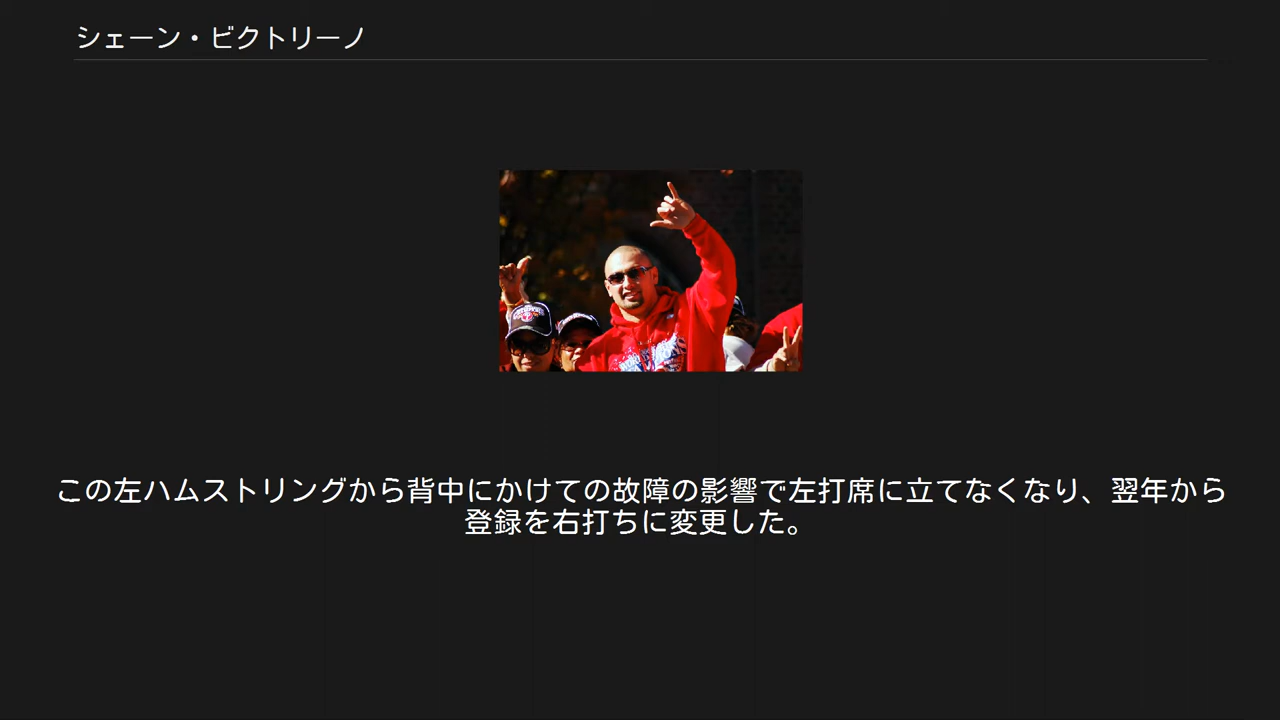 シェーン・ビクトリーノ
この左ハムストリングから背中にかけての故障の影響で左打席に立てなくなり、翌年から
登録を右打ちに変更した。